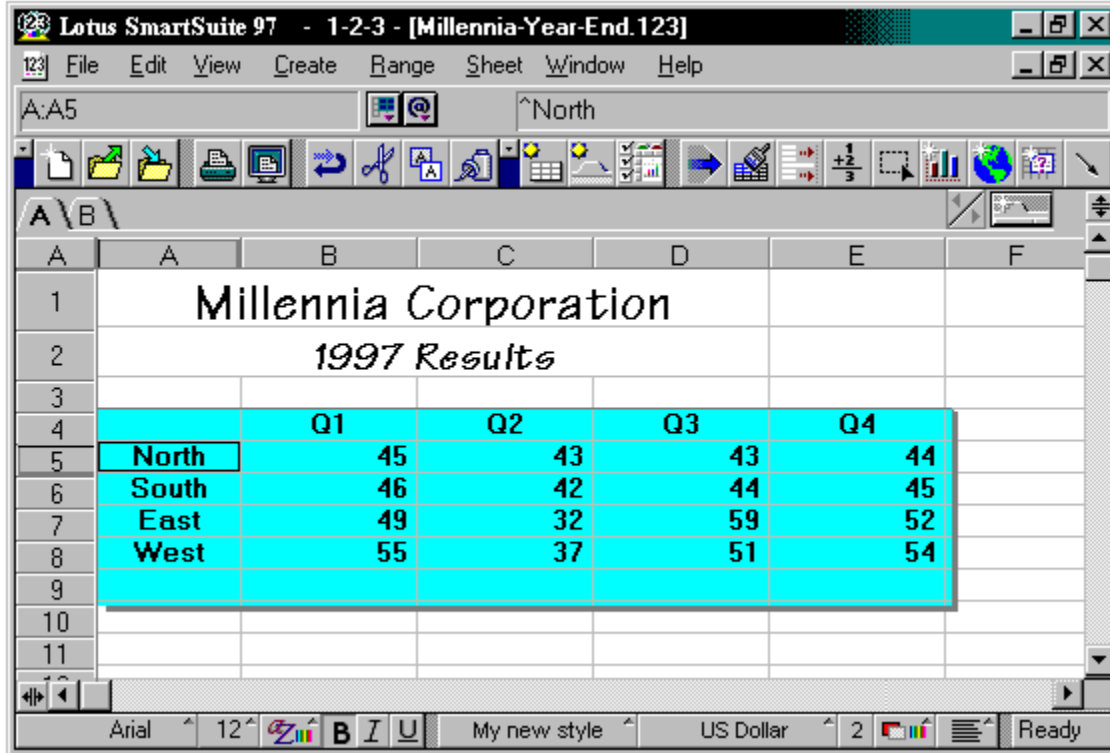 Lotus SmartSuite 97 - 1-2-3 - [Millennia-Year-End.123]
123 File Edit View Create Range Sheet Window Help
A:A5 @ ^North
A B
A A B C D E F
1 Millennia Corporation
2 1997 Results
3
4 Q1 Q2 Q3 Q4
5 North 45 43 43 44
6 South 46 42 44 45
7 East 49 32 59 52
8 West 55 37 51 54
9
10
11
Arial 12 B I U My new style US Dollar 2 Ready